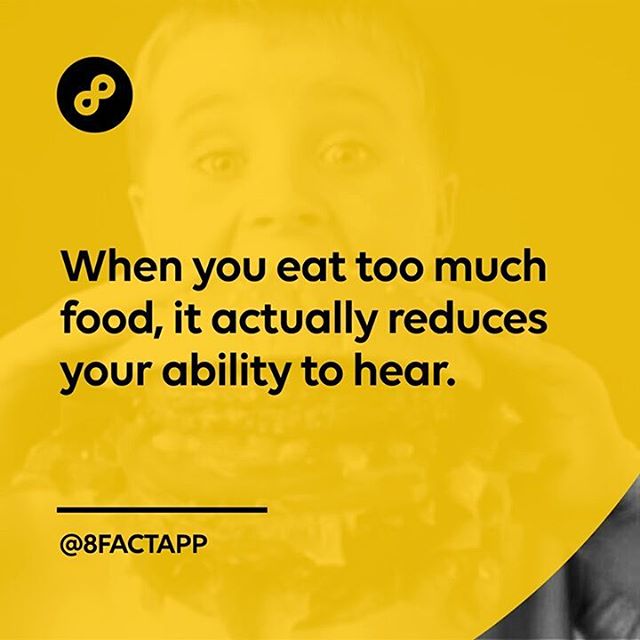 When you eat too much
food, it actually reduces
your ability to hear.
@8FACTAPP